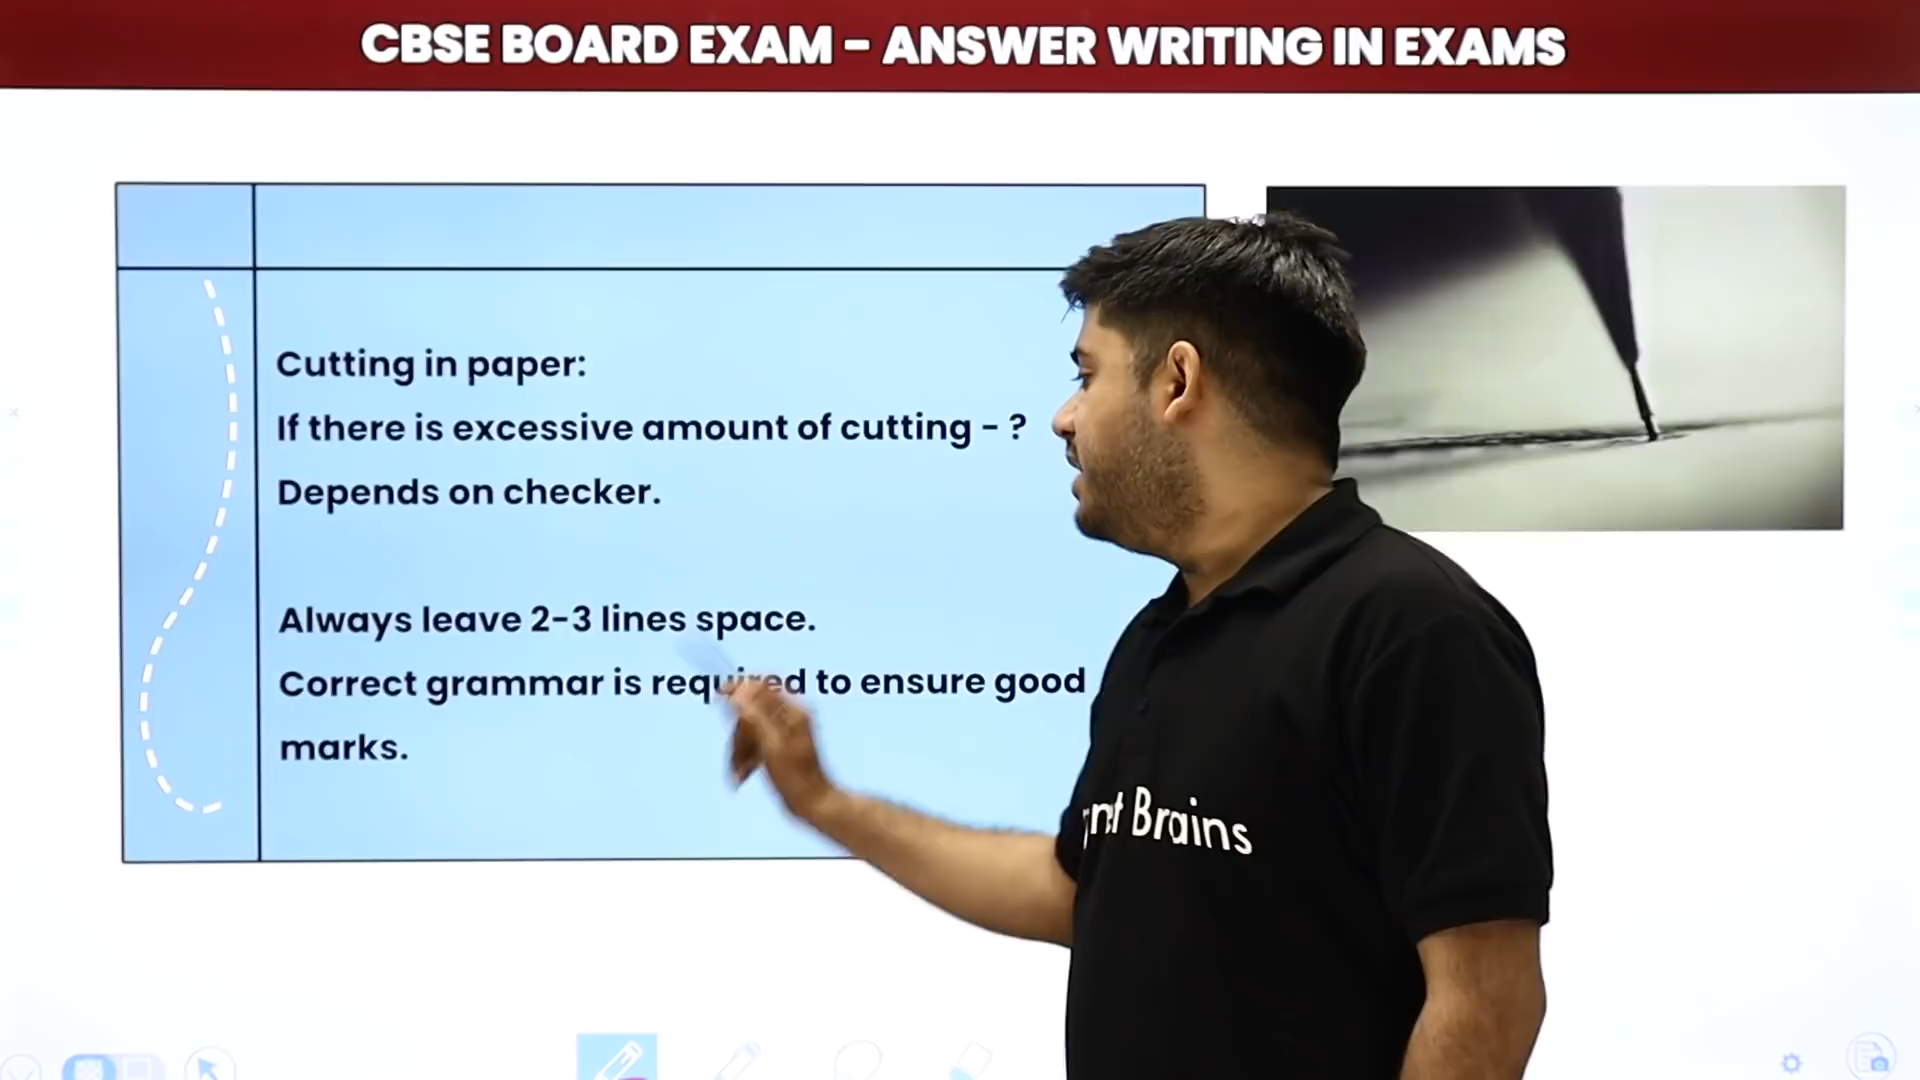 CBSE BOARD EXAM - ANSWER WRITING IN EXAMS
Cutting in paper:
If there is excessive amount of cutting - ?
Depends on checker.
Always leave 2-3 lines space.
Correct grammar is required to ensure good
marks.
Brains